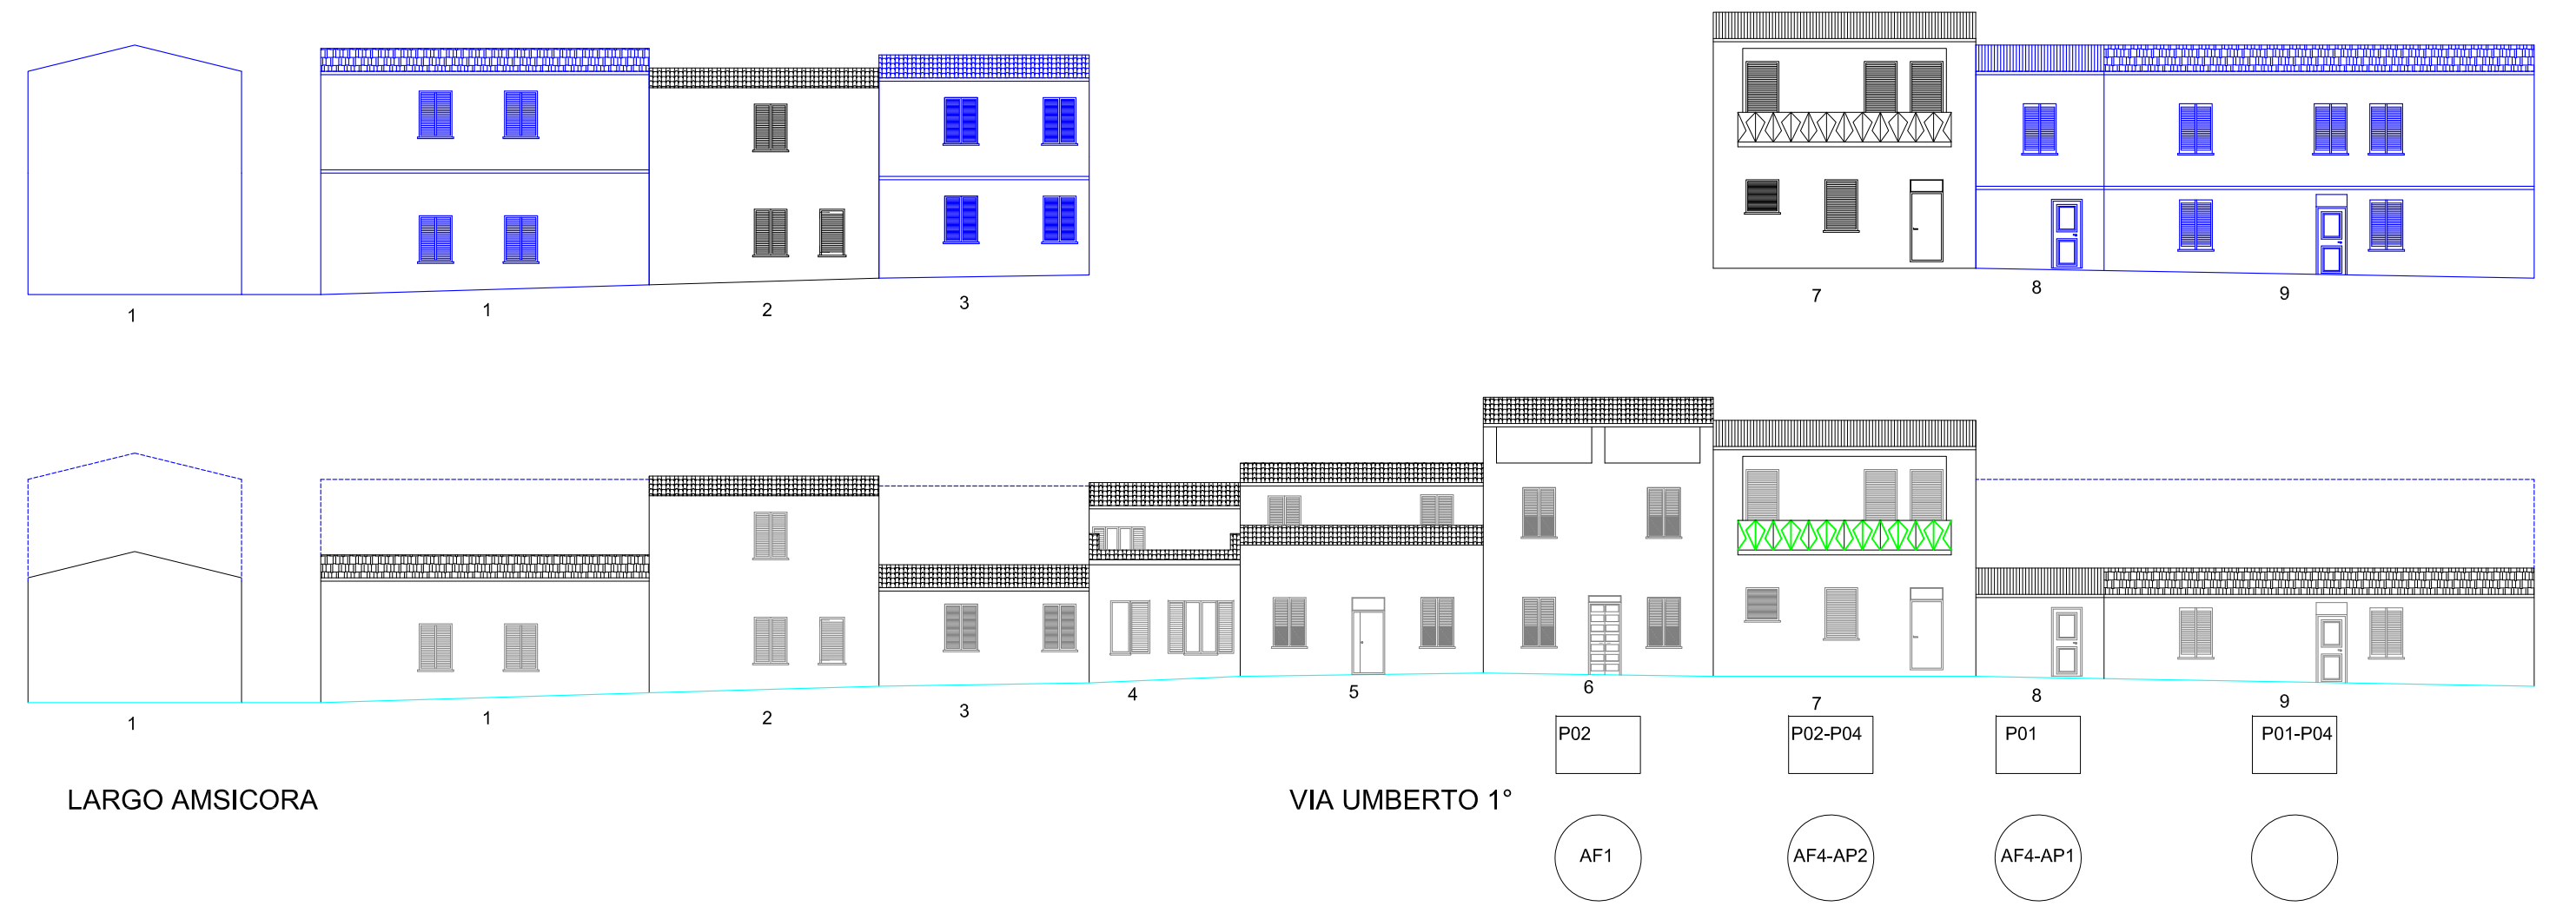 1 1 2 3 7 8 9
1 1 2 3 4 5 6 7 8 9
P02 P02-P04 P01 P01-P04
LARGO AMSICORA VIA UMBERTO 1°
AF1 AF4-AP2 AF4-AP1